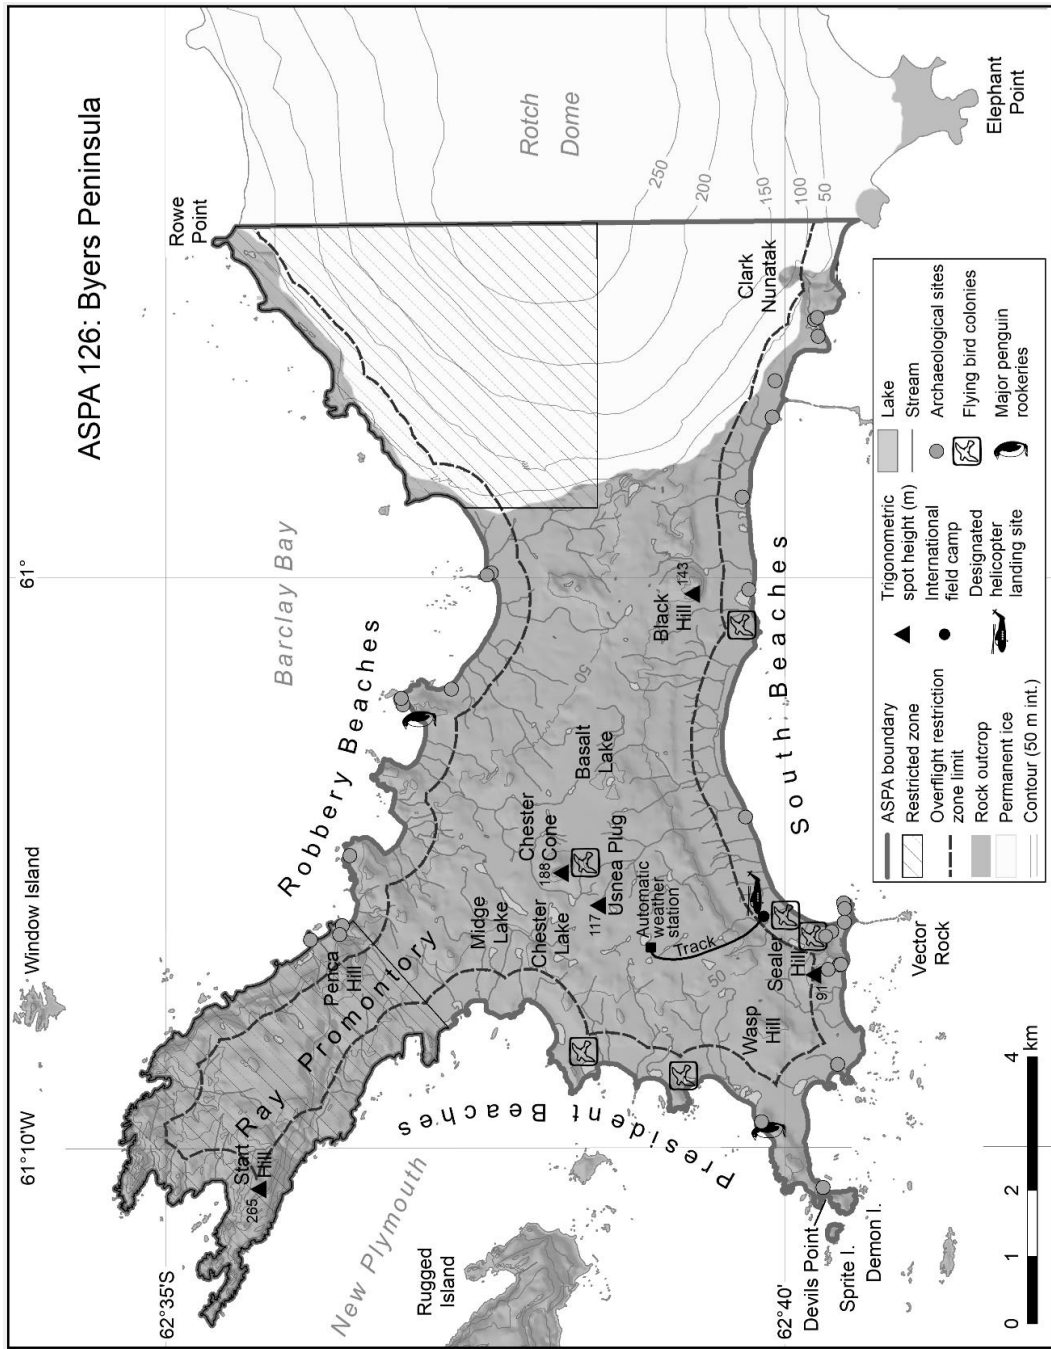 ASPA 126: Byers Peninsula
61°10'W
61°
62°35'S
62°40'
Window Island
Barclay Bay
Rowe
Point
Rotch
Dome
250
200
150
100
50
Elephant
Point
Clark
Nunatak
Robbery Beaches
Penca
Hill
Ray Promontory
Start
Hill
265
New Plymouth
Rugged
Island
President Beaches
Midge
Lake
Chester
Lake
Chester
Cone
188
Usnea Plug
117
Basalt
Lake
50
Black
Hill
143
Automatic
weather
station
Track
50
Sealer
Hill
91
Wasp
Hill
South Beaches
Vector
Rock
Devils Point
Sprite I.
Demon I.
0 1 2 4
km
ASPA boundary
Restricted zone
Overflight restriction
zone limit
Rock outcrop
Permanent ice
Contour (50 m int.)
Trigonometric
spot height (m)
International
field camp
Designated
helicopter
landing site
Lake
Stream
Archaeological sites
Flying bird colonies
Major penguin
rookeries